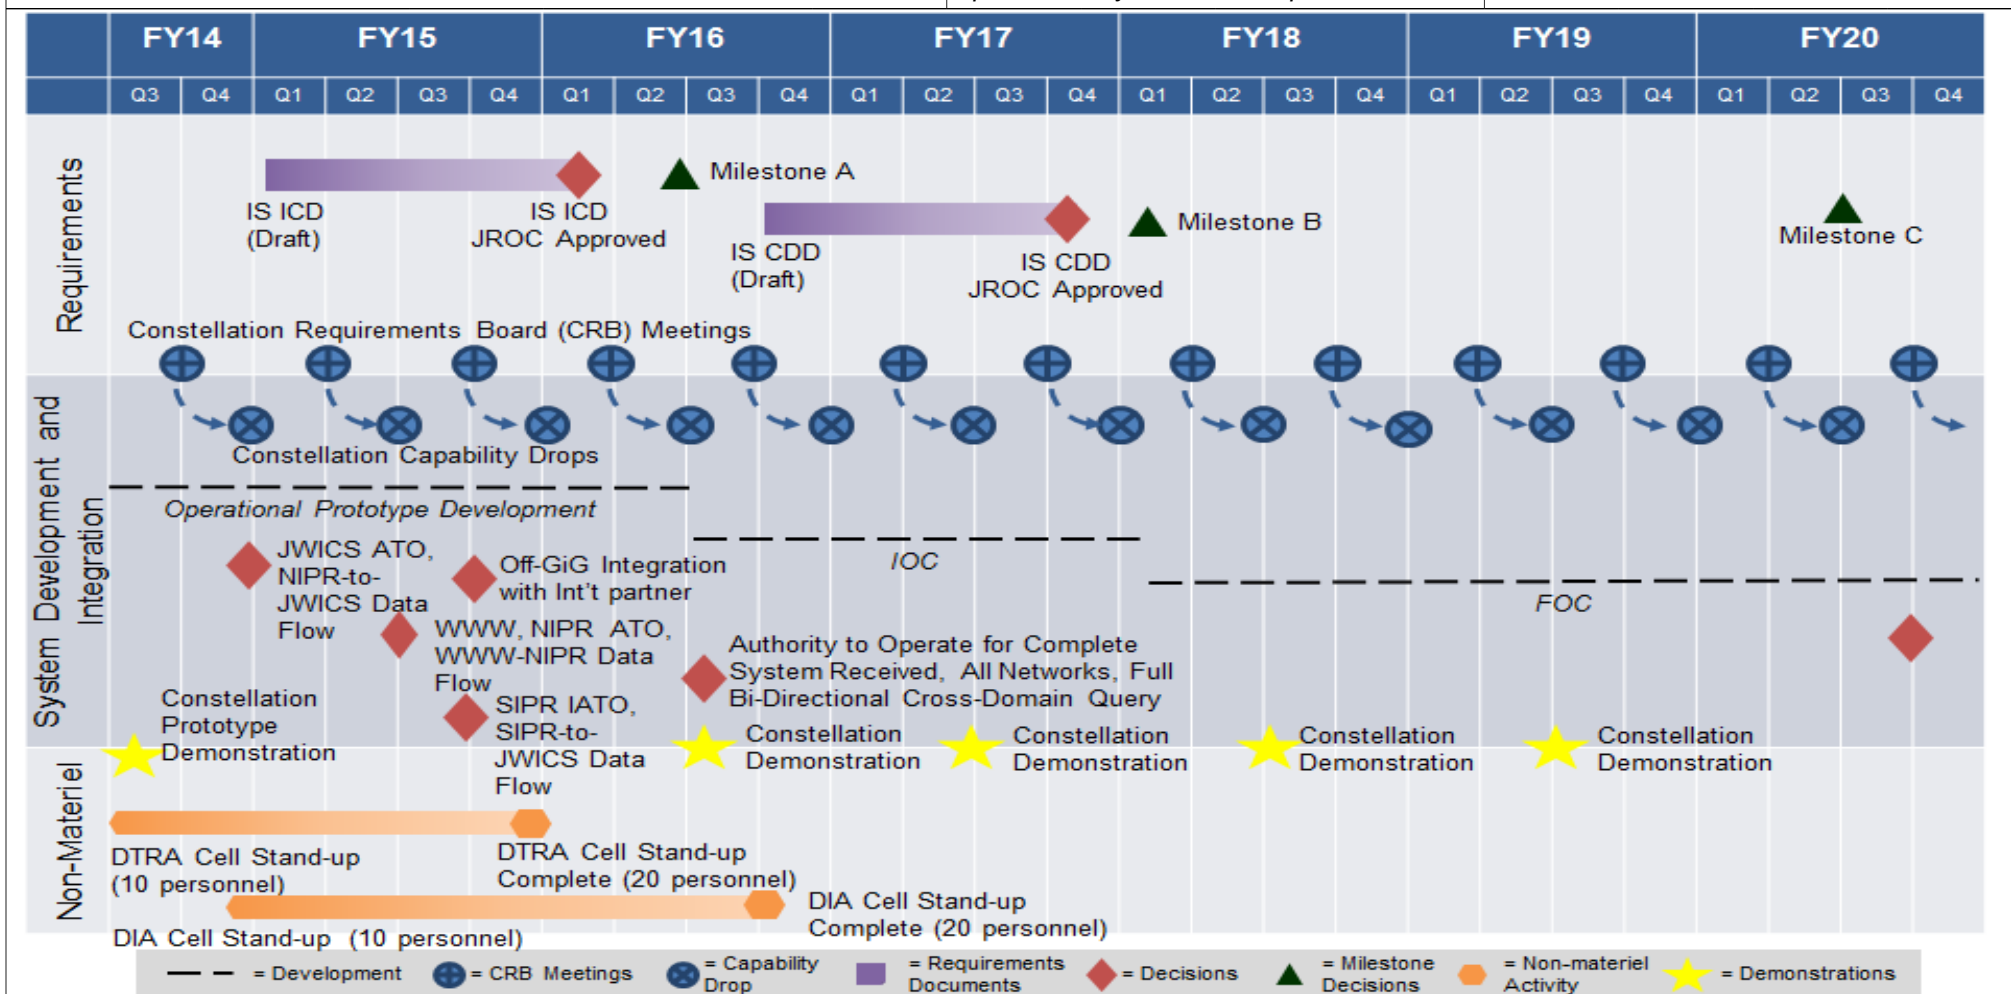 FY14 FY15 FY16 FY17 FY18 FY19 FY20
Q3 Q4 Q1 Q2 Q3 Q4 Q1 Q2 Q3 Q4 Q1 Q2 Q3 Q4 Q1 Q2 Q3 Q4 Q1 Q2 Q3 Q4 Q1 Q2 Q3 Q4
Requirements
IS ICD
(Draft)
IS ICD
JROC Approved
Milestone A
IS CDD
(Draft)
IS CDD
JROC Approved
Milestone B
Milestone C
Constellation Requirements Board (CRB) Meetings
System Development and
Integration
Constellation Capability Drops
Operational Prototype Development
IOC
FOC
JWICS ATO,
NIPR-to-
JWICS Data
Flow
Off-GiG Integration
with Int't partner
WWW, NIPR ATO,
WWW-NIPR Data
Flow
SIPR IATO,
SIPR-to-
JWICS Data
Flow
Authority to Operate for Complete
System Received, All Networks, Full
Bi-Directional Cross-Domain Query
Constellation
Prototype
Demonstration
Constellation
Demonstration
Constellation
Demonstration
Constellation
Demonstration
Constellation
Demonstration
Non-Materiel
DTRA Cell Stand-up
(10 personnel)
DTRA Cell Stand-up
Complete (20 personnel)
DIA Cell Stand-up (10 personnel)
DIA Cell Stand-up
Complete (20 personnel)
= Development
= CRB Meetings
= Capability
Drop
= Requirements
Documents
= Decisions
= Milestone
Decisions
= Non-materiel
Activity
= Demonstrations